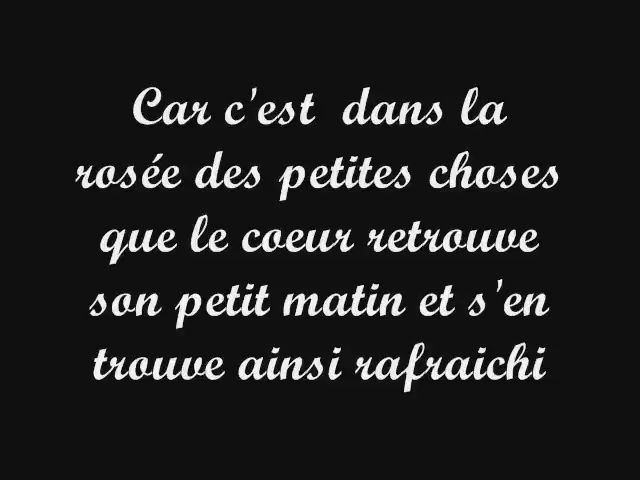 Car c'est dans la
rosée des petites choses
que le coeur retrouve
son petit matin et s'en
trouve ainsi rafraichi